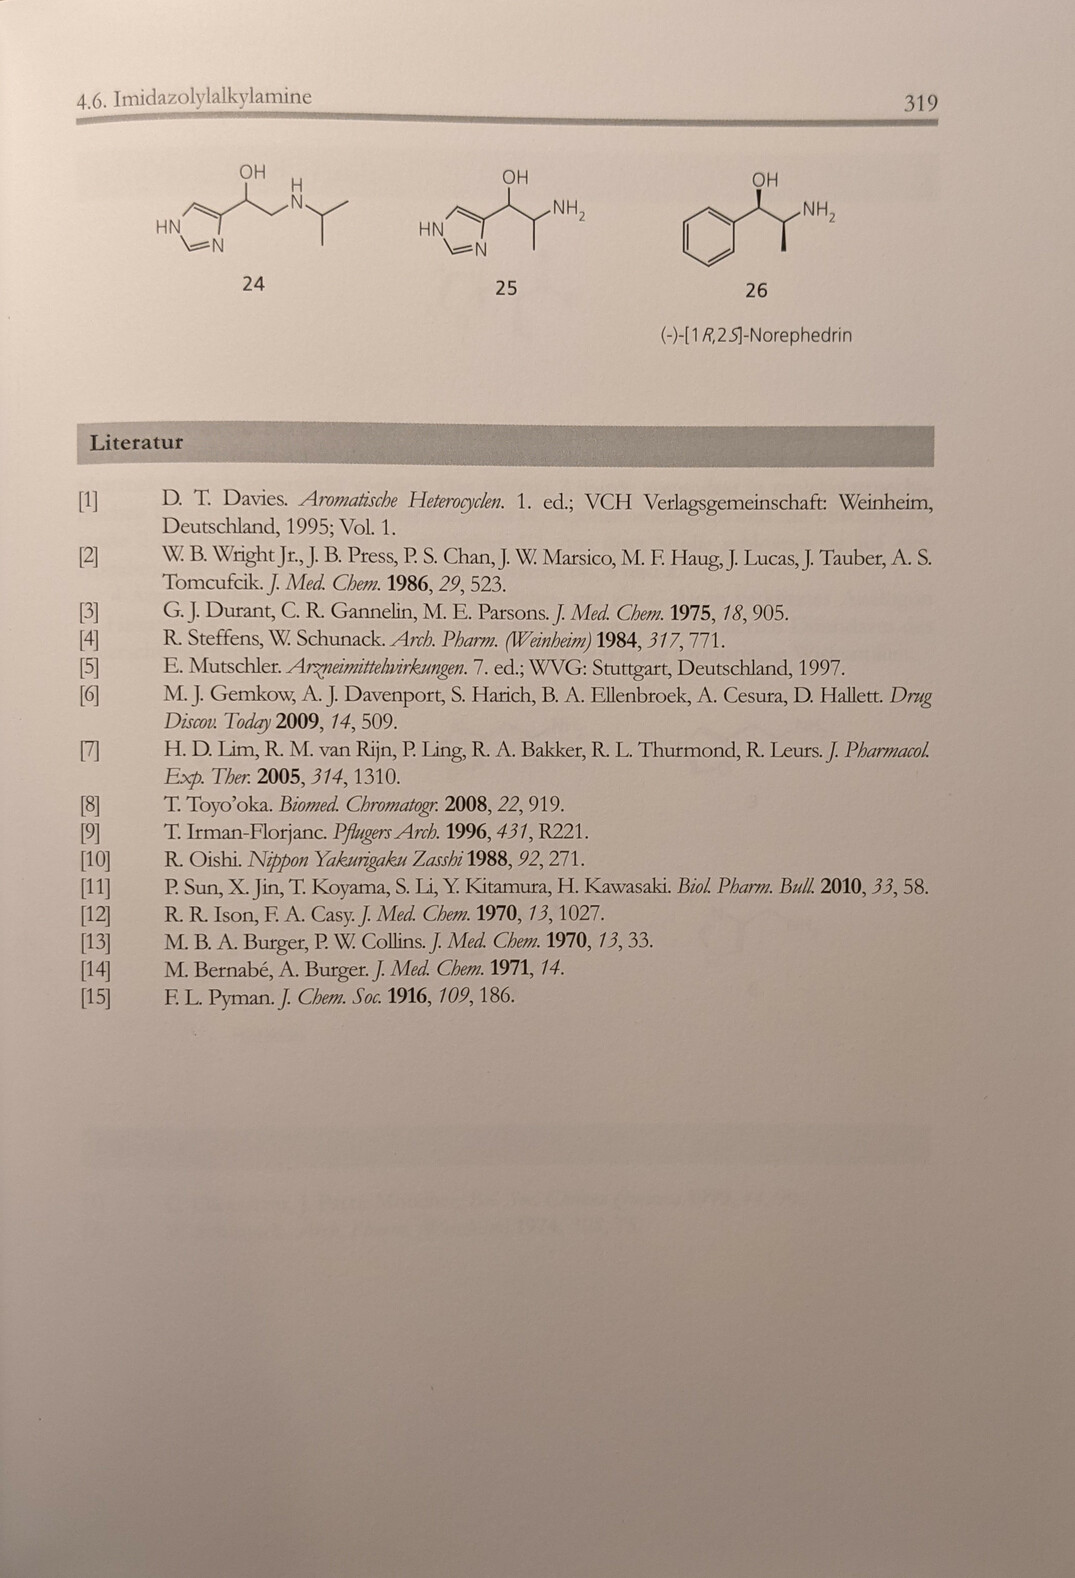 4.6. Imidazolylalkylamine 319
OH
H
N
HN
N
24
OH
NH2
HN
N
25
OH
NH2
26
(-)-[1R,2S]-Norephedrin
Literatur
[1] D. T. Davies. Aromatische Heterocyclen. 1. ed.; VCH Verlagsgemeinschaft: Weinheim,
Deutschland, 1995; Vol. 1.
[2] W. B. Wright Jr., J. B. Press, P. S. Chan, J. W. Marsico, M. F. Haug, J. Lucas, J. Tauber, A. S.
Tomcufcik. J. Med. Chem. 1986, 29, 523.
[3] G. J. Durant, C. R. Gannelin, M. E. Parsons. J. Med. Chem. 1975, 18, 905.
[4] R. Steffens, W. Schunack. Arch. Pharm. (Weinheim) 1984, 317, 771.
[5] E. Mutschler. Arzneimittelwirkungen. 7. ed.; WVG: Stuttgart, Deutschland, 1997.
[6] M. J. Gemkow, A. J. Davenport, S. Harich, B. A. Ellenbroek, A. Cesura, D. Hallett. Drug
Discov. Today 2009, 14, 509.
[7] H. D. Lim, R. M. van Rijn, P. Ling, R. A. Bakker, R. L. Thurmond, R. Leurs. J. Pharmacol.
Exp. Ther. 2005, 314, 1310.
[8] T. Toyo’oka. Biomed. Chromatogr. 2008, 22, 919.
[9] T. Irman-Florjanc. Pflugers Arch. 1996, 431, R221.
[10] R. Oishi. Nippon Yakurigaku Zasshi 1988, 92, 271.
[11] P. Sun, X. Jin, T. Koyama, S. Li, Y. Kitamura, H. Kawasaki. Biol. Pharm. Bull. 2010, 33, 58.
[12] R. R. Ison, F. A. Casy. J. Med. Chem. 1970, 13, 1027.
[13] M. B. A. Burger, P. W. Collins. J. Med. Chem. 1970, 13, 33.
[14] M. Bernabé, A. Burger. J. Med. Chem. 1971, 14.
[15] F. L. Pyman. J. Chem. Soc. 1916, 109, 186.